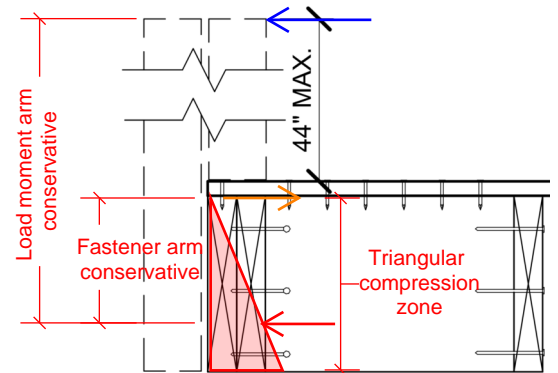 Load moment arm
conservative
44" MAX.
Fastener arm
conservative
Triangular
compression
zone